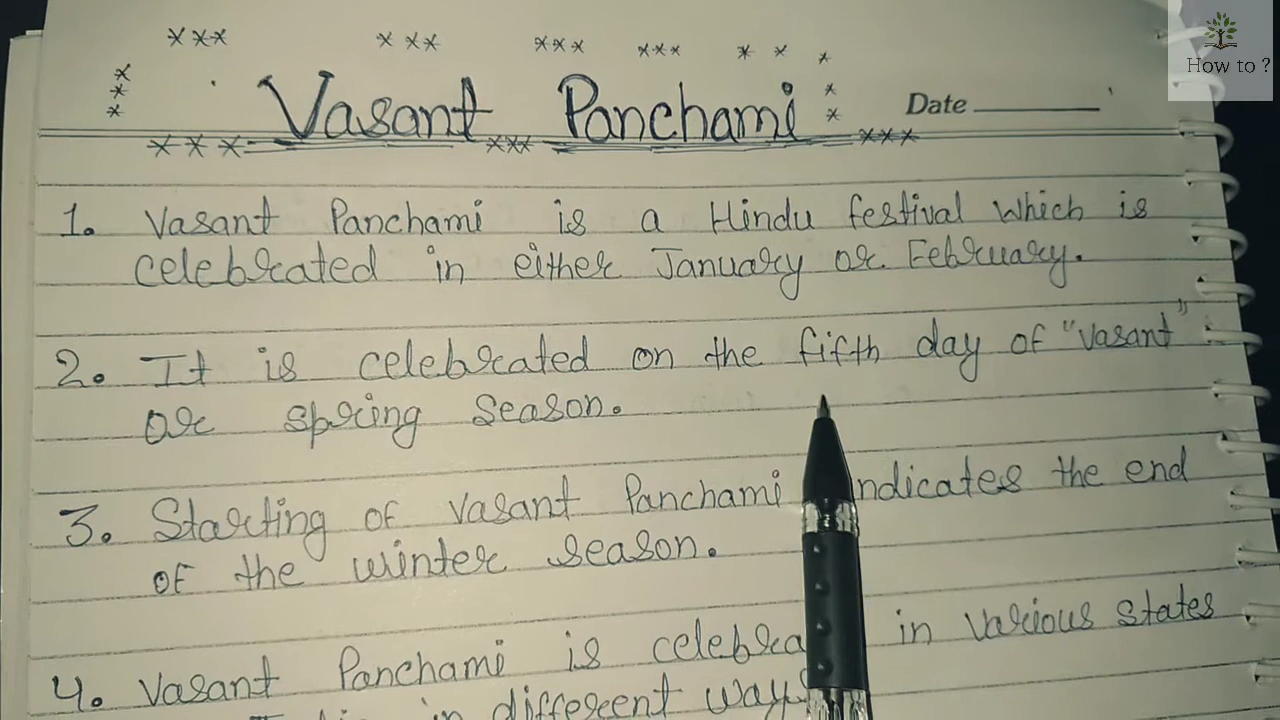 How to ?
Vasant Panchami
Date
1. Vasant Panchami is a Hindu festival which is
celebrated in either January or February.
2. It is celebrated on the fifth day of "Vasant"
or spring season.
3. Starting of Vasant Panchami indicates the end
of the winter season.
4. Vasant Panchami is celebra in various states
in different ways